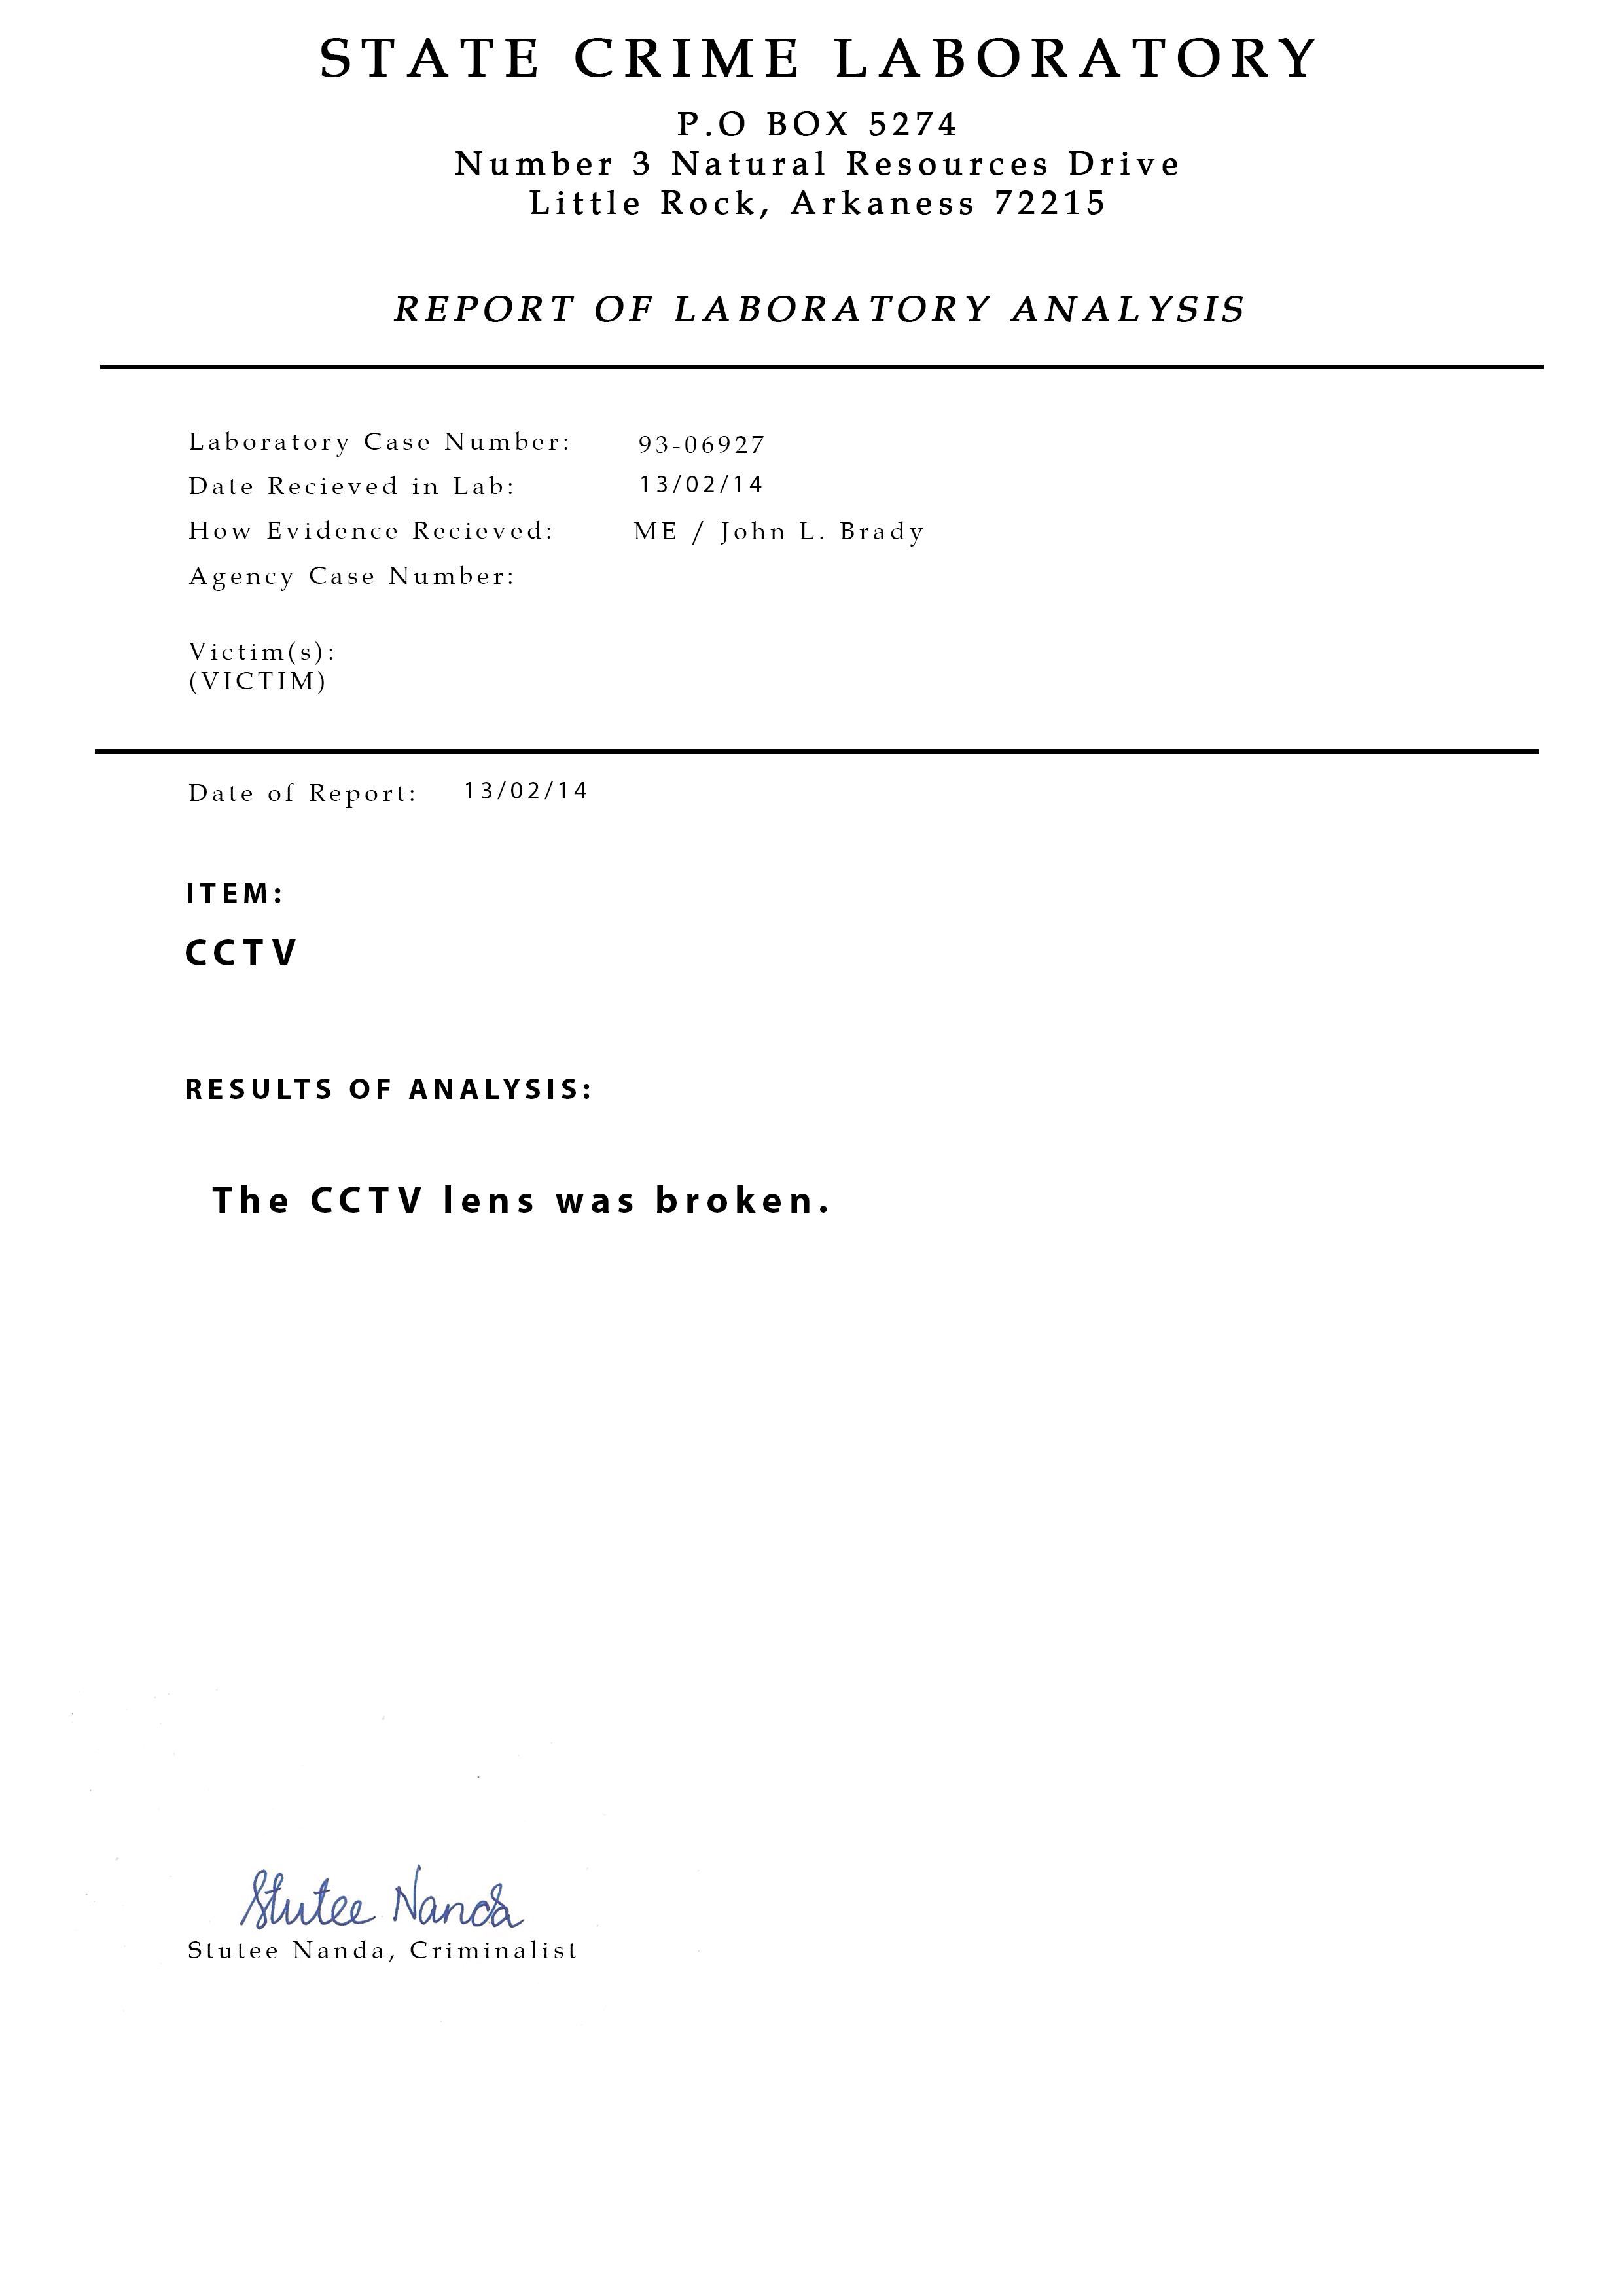 STATE CRIME LABORATORY
P.O BOX 5274
Number 3 Natural Resources Drive
Little Rock, Arkaness 72215
REPORT OF LABORATORY ANALYSIS
Laboratory Case Number: 93-06927
Date Recieved in Lab: 13/02/14
How Evidence Recieved: ME / John L. Brady
Agency Case Number:
Victim(s):
(VICTIM)
Date of Report: 13/02/14
ITEM:
CCTV
RESULTS OF ANALYSIS:
The CCTV lens was broken.
Stutee Nanda
Stutee Nanda, Criminalist